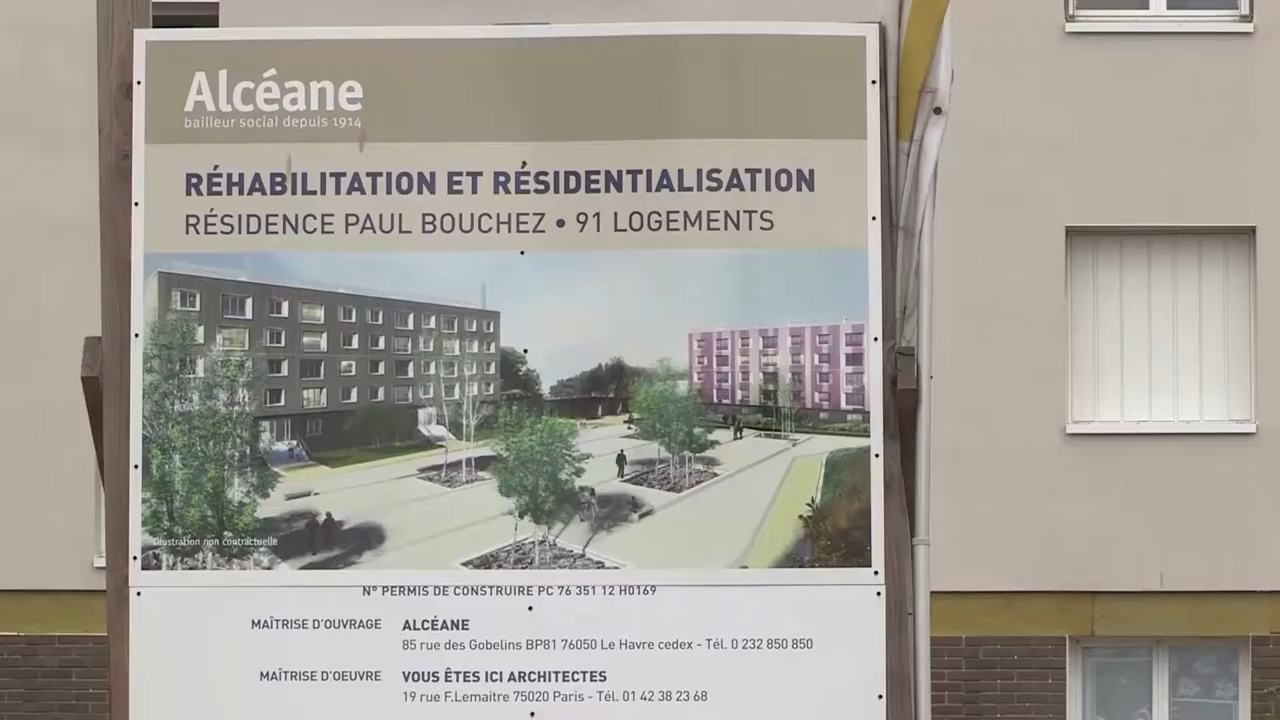 Alcéane
bailleur social depuis 1914
RÉHABILITATION ET RÉSIDENTIALISATION
RÉSIDENCE PAUL BOUCHEZ • 91 LOGEMENTS
Illustration non contractuelle
N° PERMIS DE CONSTRUIRE PC 76 351 12 H0169
MAÎTRISE D'OUVRAGE ALCÉANE
85 rue des Gobelins BP81 76050 Le Havre cedex - Tél. 0 232 850 850
MAÎTRISE D'OEUVRE VOUS ÊTES ICI ARCHITECTES
19 rue F.Lemaitre 75020 Paris - Tél. 01 42 38 23 68